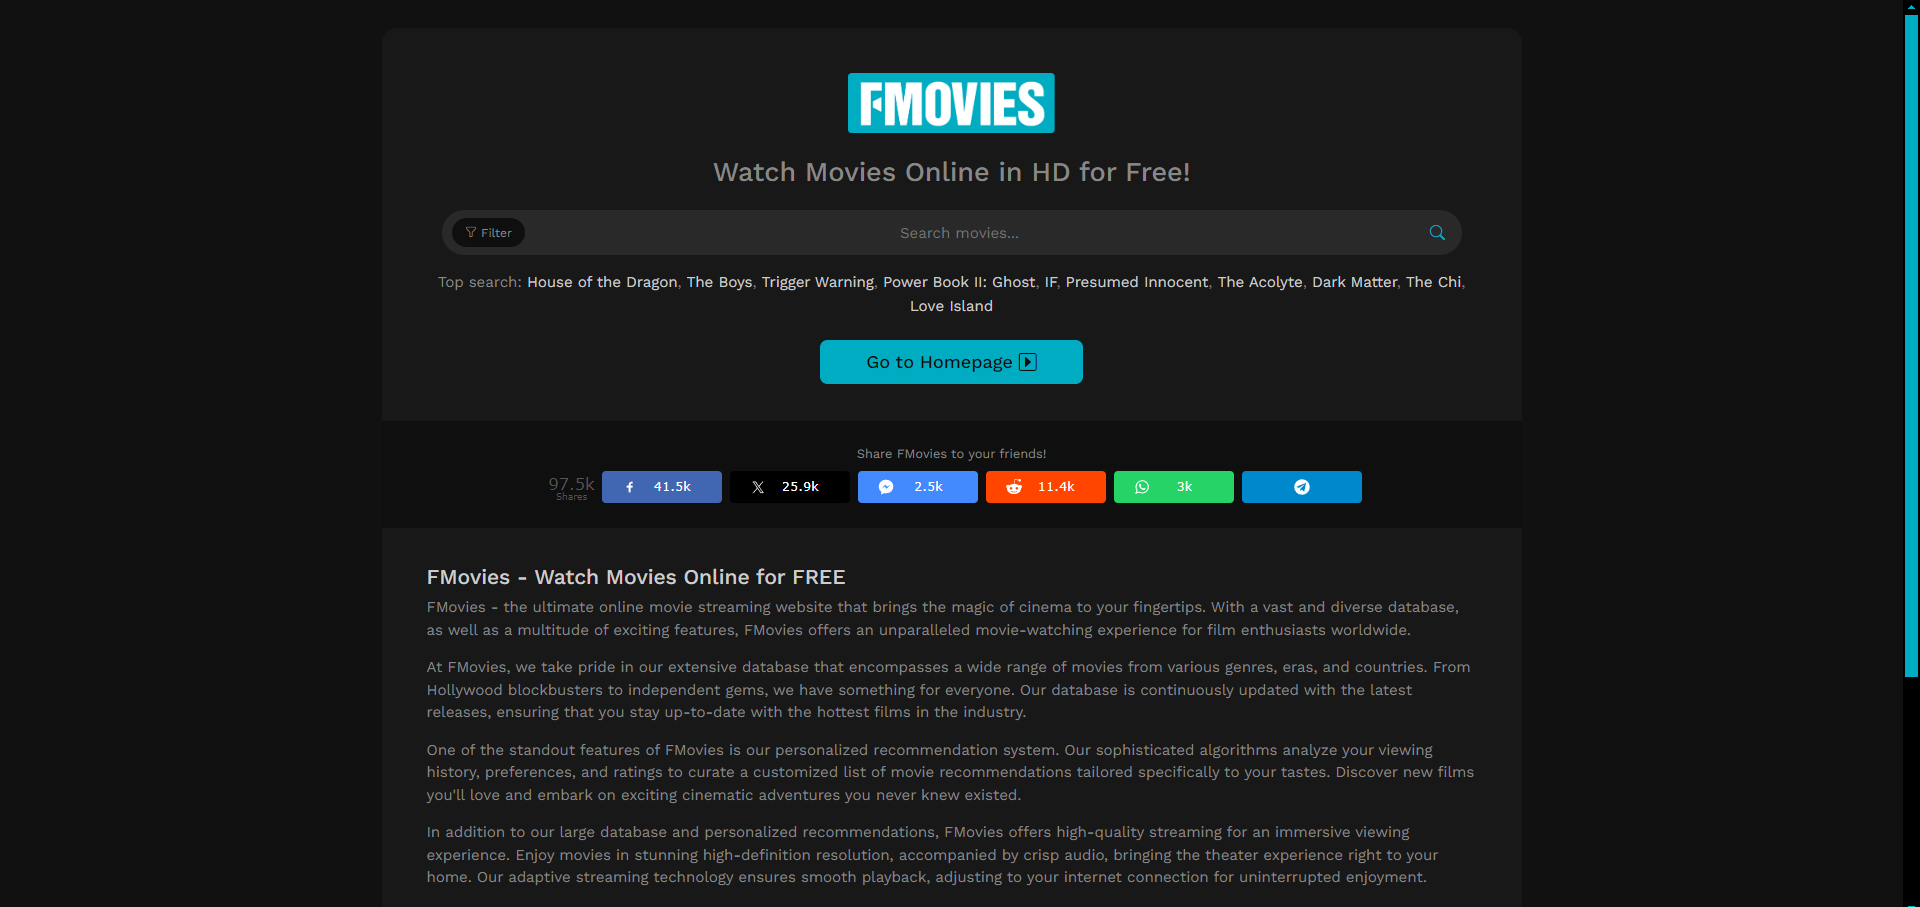 FMOVIES
Watch Movies Online in HD for Free!
Filter
Search movies...
Top search: House of the Dragon, The Boys, Trigger Warning, Power Book II: Ghost, IF, Presumed Innocent, The Acolyte, Dark Matter, The Chi,
Love Island
Go to Homepage
Share FMovies to your friends!
97.5k
Shares
41.5k
25.9k
2.5k
11.4k
3k
FMovies - Watch Movies Online for FREE
FMovies - the ultimate online movie streaming website that brings the magic of cinema to your fingertips. With a vast and diverse database,
as well as a multitude of exciting features, FMovies offers an unparalleled movie-watching experience for film enthusiasts worldwide.
At FMovies, we take pride in our extensive database that encompasses a wide range of movies from various genres, eras, and countries. From
Hollywood blockbusters to independent gems, we have something for everyone. Our database is continuously updated with the latest
releases, ensuring that you stay up-to-date with the hottest films in the industry.
One of the standout features of FMovies is our personalized recommendation system. Our sophisticated algorithms analyze your viewing
history, preferences, and ratings to curate a customized list of movie recommendations tailored specifically to your tastes. Discover new films
you'll love and embark on exciting cinematic adventures you never knew existed.
In addition to our large database and personalized recommendations, FMovies offers high-quality streaming for an immersive viewing
experience. Enjoy movies in stunning high-definition resolution, accompanied by crisp audio, bringing the theater experience right to your
home. Our adaptive streaming technology ensures smooth playback, adjusting to your internet connection for uninterrupted enjoyment.